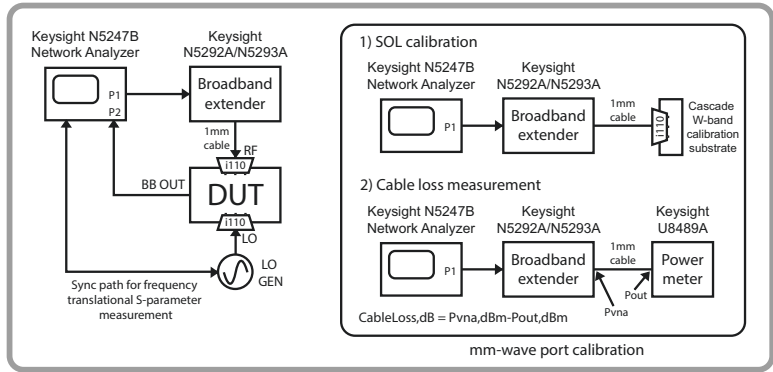 Keysight N5247B
Network Analyzer
Keysight
N5292A/N5293A
P1
P2
Broadband
extender
1mm
cable
RF
i110
BB OUT
DUT
i110
LO
LO
GEN
Sync path for frequency
translational S-parameter
measurement
1) SOL calibration
Keysight N5247B
Network Analyzer
Keysight
N5292A/N5293A
P1
Broadband
extender
1mm
cable
i110
Cascade
W-band
calibration
substrate
2) Cable loss measurement
Keysight N5247B
Network Analyzer
Keysight
N5292A/N5293A
Keysight
U8489A
P1
Broadband
extender
1mm
cable
Power
meter
Pvna
Pout
CableLoss,dB = Pvna,dBm-Pout,dBm
mm-wave port calibration